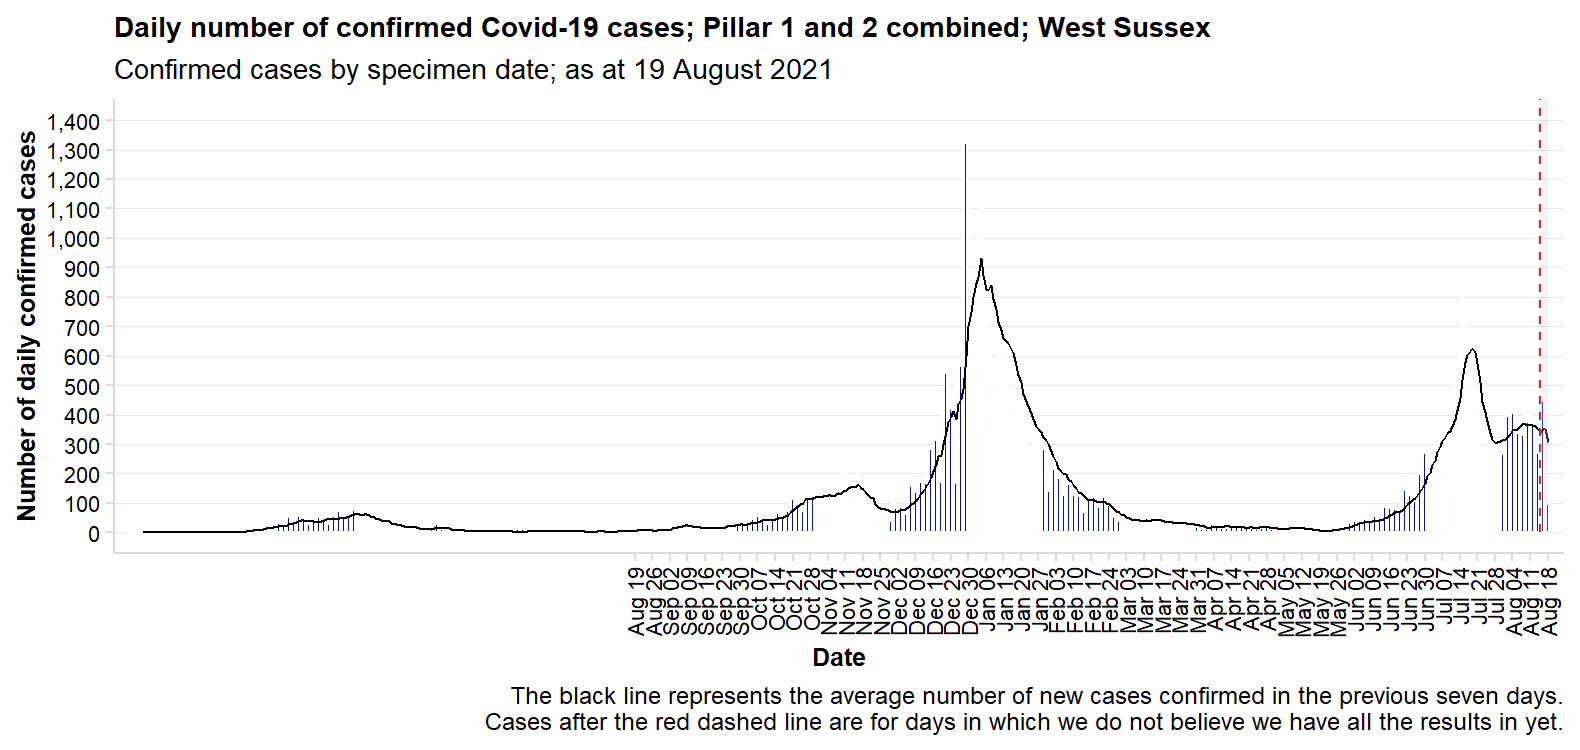 Daily number of confirmed Covid-19 cases; Pillar 1 and 2 combined; West Sussex
Confirmed cases by specimen date; as at 19 August 2021
Number of daily confirmed cases
1,400
1,300
1,200
1,100
1,000
900
800
700
600
500
400
300
200
100
0
Aug 19
Aug 26
Sep 02
Sep 09
Sep 16
Sep 23
Sep 30
Oct 07
Oct 14
Oct 21
Oct 28
Nov 04
Nov 11
Nov 18
Nov 25
Dec 02
Dec 09
Dec 16
Dec 23
Dec 30
Jan 06
Jan 13
Jan 20
Jan 27
Feb 03
Feb 10
Feb 17
Feb 24
Mar 03
Mar 10
Mar 17
Mar 24
Mar 31
Apr 07
Apr 14
Apr 21
Apr 28
May 05
May 12
May 19
May 26
Jun 02
Jun 09
Jun 16
Jun 23
Jun 30
Jul 07
Jul 14
Jul 21
Jul 28
Aug 04
Aug 11
Aug 18
Date
The black line represents the average number of new cases confirmed in the previous seven days.
Cases after the red dashed line are for days in which we do not believe we have all the results in yet.